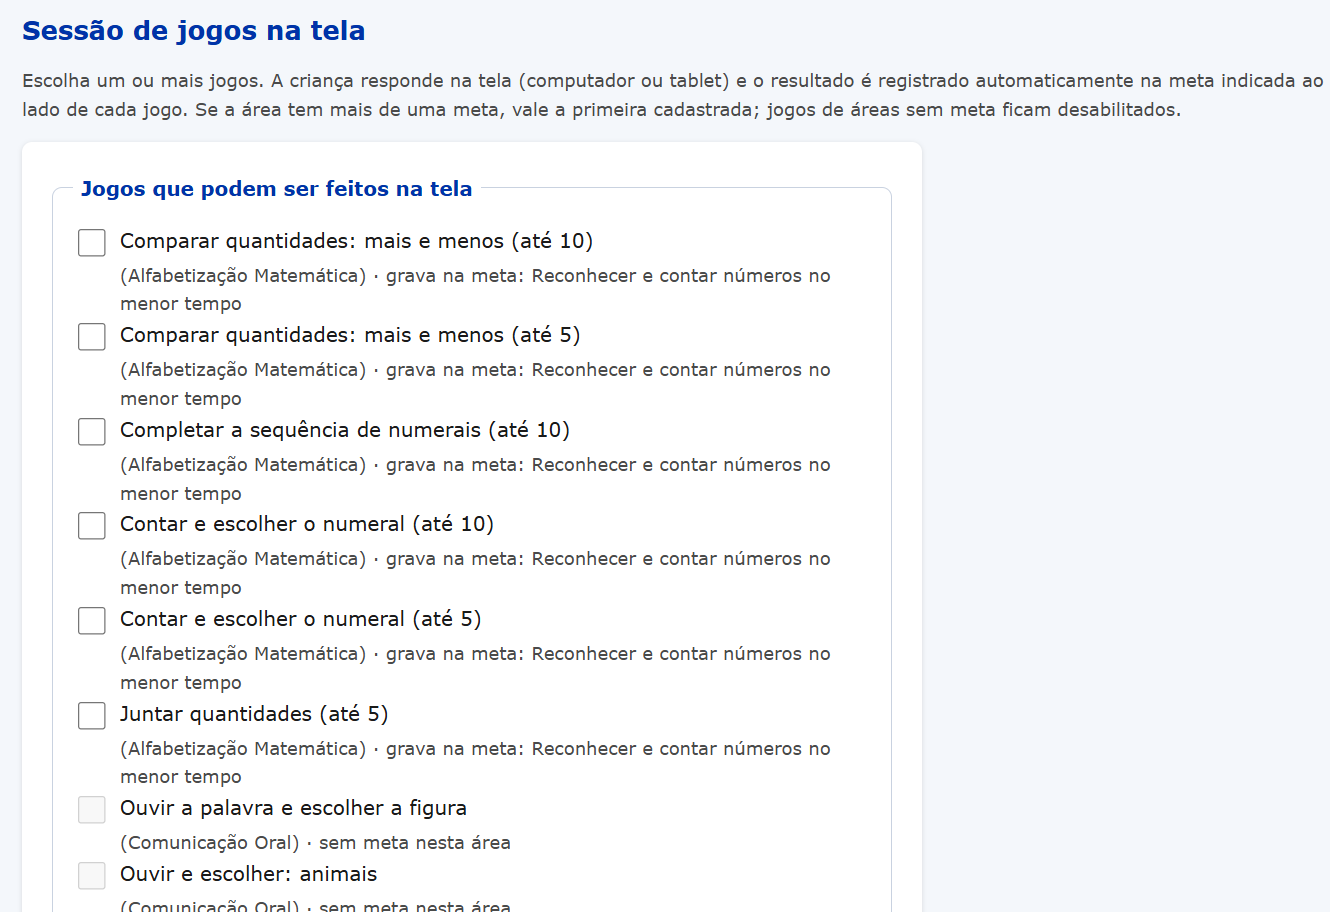 Sessão de jogos na tela
Escolha um ou mais jogos. A criança responde na tela (computador ou tablet) e o resultado é registrado automaticamente na meta indicada ao
lado de cada jogo. Se a área tem mais de uma meta, vale a primeira cadastrada; jogos de áreas sem meta ficam desabilitados.
Jogos que podem ser feitos na tela
Comparar quantidades: mais e menos (até 10)
(Alfabetização Matemática) · grava na meta: Reconhecer e contar números no
menor tempo
Comparar quantidades: mais e menos (até 5)
(Alfabetização Matemática) · grava na meta: Reconhecer e contar números no
menor tempo
Completar a sequência de numerais (até 10)
(Alfabetização Matemática) · grava na meta: Reconhecer e contar números no
menor tempo
Contar e escolher o numeral (até 10)
(Alfabetização Matemática) · grava na meta: Reconhecer e contar números no
menor tempo
Contar e escolher o numeral (até 5)
(Alfabetização Matemática) · grava na meta: Reconhecer e contar números no
menor tempo
Juntar quantidades (até 5)
(Alfabetização Matemática) · grava na meta: Reconhecer e contar números no
menor tempo
Ouvir a palavra e escolher a figura
(Comunicação Oral) · sem meta nesta área
Ouvir e escolher: animais
(Comunicação Oral) · sem meta nesta área